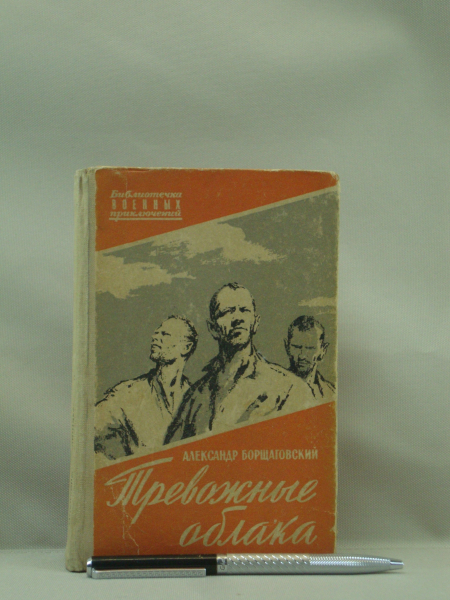 Библиотечка
ВОЕННЫХ
приключений
АЛЕКСАНДР БОРЩАГОВСКИЙ
Тревожные
облака